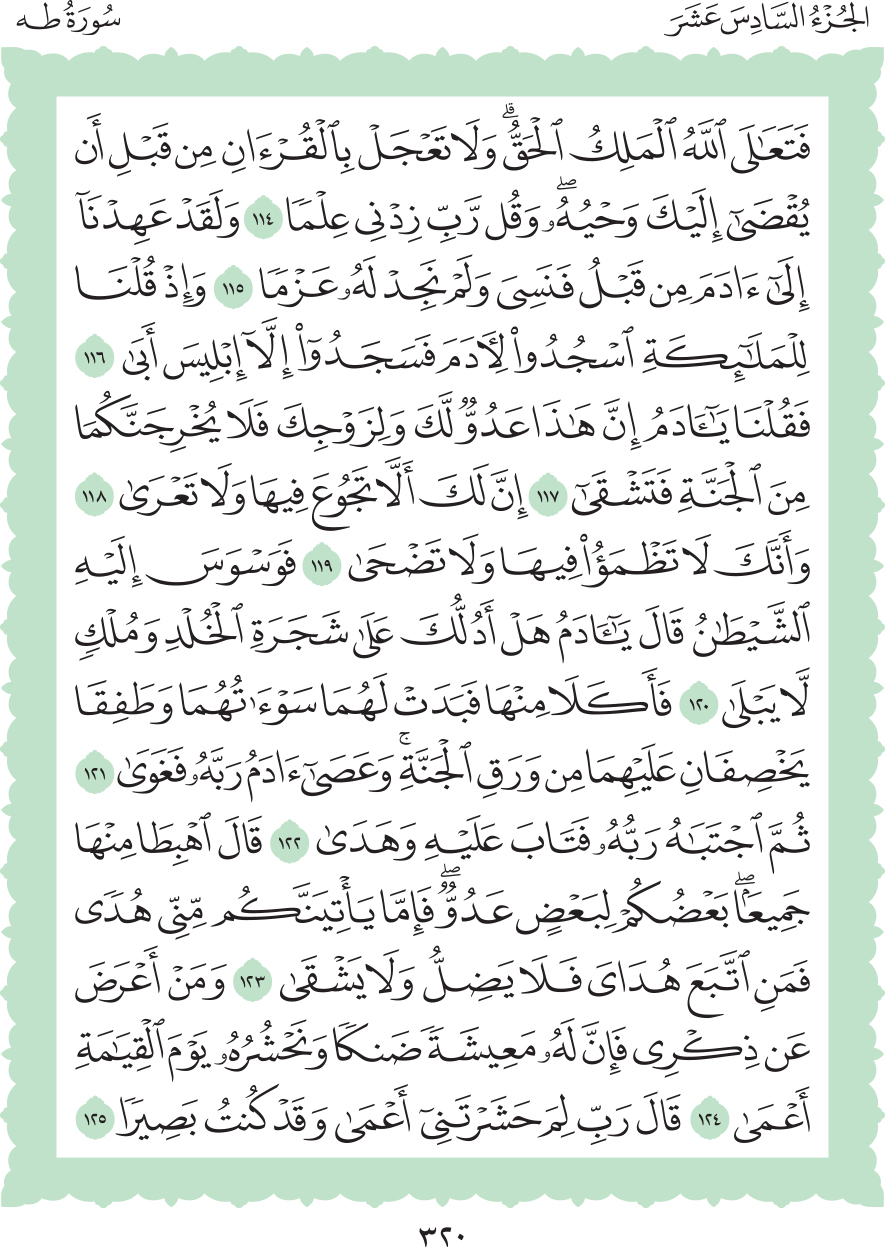 الجُزْءُ السَّادِسَ عَشَرَ
سُورَةُ طه
فَتَعَٰلَى ٱللَّهُ ٱلْمَلِكُ ٱلْحَقُّ ۗ وَلَا تَعْجَلْ بِٱلْقُرْءَانِ مِن قَبْلِ أَن
يُقْضَىٰٓ إِلَيْكَ وَحْيُهُۥ ۖ وَقُل رَّبِّ زِدْنِى عِلْمًا ١١٤ وَلَقَدْ عَهِدْنَآ
إِلَىٰٓ ءَادَمَ مِن قَبْلُ فَنَسِىَ وَلَمْ نَجِدْ لَهُۥ عَزْمًا ١١٥ وَإِذْ قُلْنَا
لِلْمَلَٰٓئِكَةِ ٱسْجُدُوا۟ لِـَٔادَمَ فَسَجَدُوٓا۟ إِلَّآ إِبْلِيسَ أَبَىٰ ١١٦
فَقُلْنَا يَٰٓـَٔادَمُ إِنَّ هَٰذَا عَدُوٌّ لَّكَ وَلِزَوْجِكَ فَلَا يُخْرِجَنَّكُمَا
مِنَ ٱلْجَنَّةِ فَتَشْقَىٰٓ ١١٧ إِنَّ لَكَ أَلَّا تَجُوعَ فِيهَا وَلَا تَعْرَىٰ ١١٨
وَأَنَّكَ لَا تَظْمَؤُا۟ فِيهَا وَلَا تَضْحَىٰ ١١٩ فَوَسْوَسَ إِلَيْهِ
ٱلشَّيْطَٰنُ قَالَ يَٰٓـَٔادَمُ هَلْ أَدُلُّكَ عَلَىٰ شَجَرَةِ ٱلْخُلْدِ وَمُلْكٍ
لَّا يَبْلَىٰ ١٢٠ فَأَكَلَا مِنْهَا فَبَدَتْ لَهُمَا سَوْءَٰتُهُمَا وَطَفِقَا
يَخْصِفَانِ عَلَيْهِمَا مِن وَرَقِ ٱلْجَنَّةِ ۚ وَعَصَىٰٓ ءَادَمُ رَبَّهُۥ فَغَوَىٰ ١٢١
ثُمَّ ٱجْتَبَٰهُ رَبُّهُۥ فَتَابَ عَلَيْهِ وَهَدَىٰ ١٢٢ قَالَ ٱهْبِطَا مِنْهَا
جَمِيعًۢا ۖ بَعْضُكُمْ لِبَعْضٍ عَدُوٌّ ۖ فَإِمَّا يَأْتِيَنَّكُم مِّنِّى هُدًى
فَمَنِ ٱتَّبَعَ هُدَاىَ فَلَا يَضِلُّ وَلَا يَشْقَىٰ ١٢٣ وَمَنْ أَعْرَضَ
عَن ذِكْرِى فَإِنَّ لَهُۥ مَعِيشَةً ضَنكًا وَنَحْشُرُهُۥ يَوْمَ ٱلْقِيَٰمَةِ
أَعْمَىٰ ١٢٤ قَالَ رَبِّ لِمَ حَشَرْتَنِىٓ أَعْمَىٰ وَقَدْ كُنتُ بَصِيرًا ١٢٥
٣٢٠